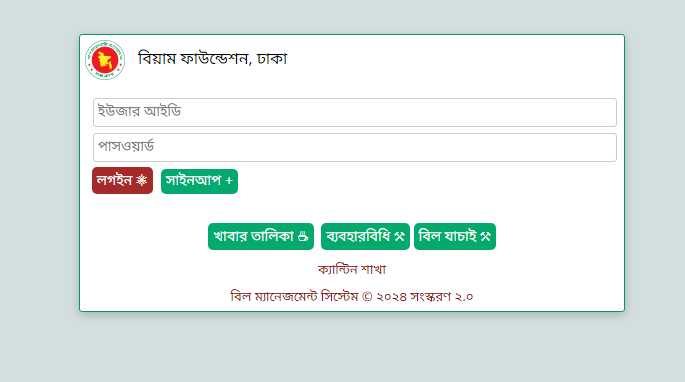 বিয়াম ফাউন্ডেশন, ঢাকা
ইউজার আইডি
পাসওয়ার্ড
লগইন সাইনআপ +
খাবার তালিকা ব্যবহারবিধি বিল যাচাই
ক্যান্টিন শাখা
বিল ম্যানেজমেন্ট সিস্টেম © ২০২৪ সংস্করণ ২.০